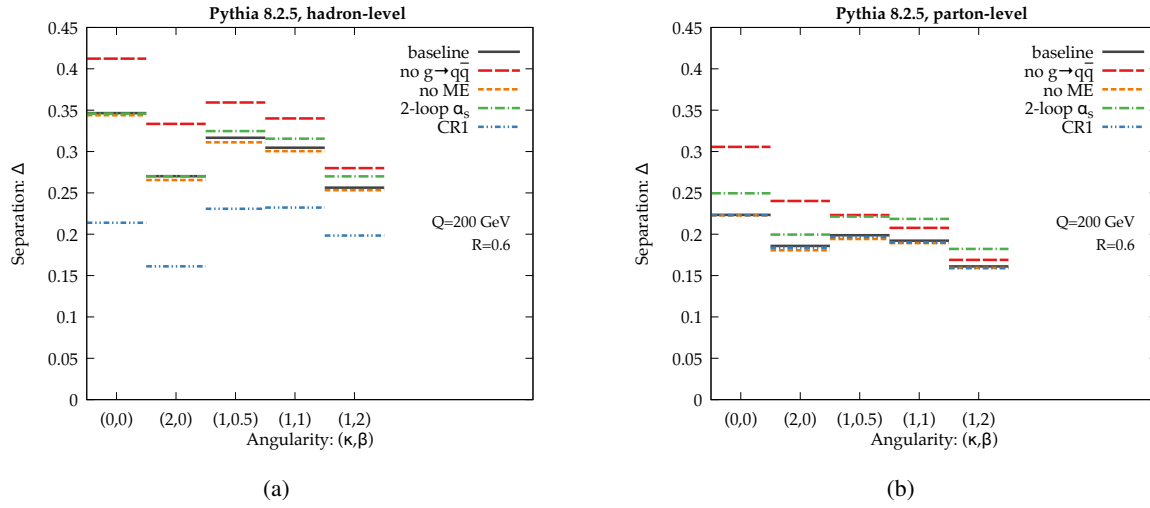 Pythia 8.2.5, hadron-level
Separation: Δ
0.45
0.4
0.35
0.3
0.25
0.2
0.15
0.1
0.05
0
baseline
no g→qq̅
no ME
2-loop αs
CR1
Q=200 GeV
R=0.6
(0,0) (2,0) (1,0.5) (1,1) (1,2)
Angularity: (κ,β)
(a)
Pythia 8.2.5, parton-level
Separation: Δ
0.45
0.4
0.35
0.3
0.25
0.2
0.15
0.1
0.05
0
baseline
no g→qq̅
no ME
2-loop αs
CR1
Q=200 GeV
R=0.6
(0,0) (2,0) (1,0.5) (1,1) (1,2)
Angularity: (κ,β)
(b)